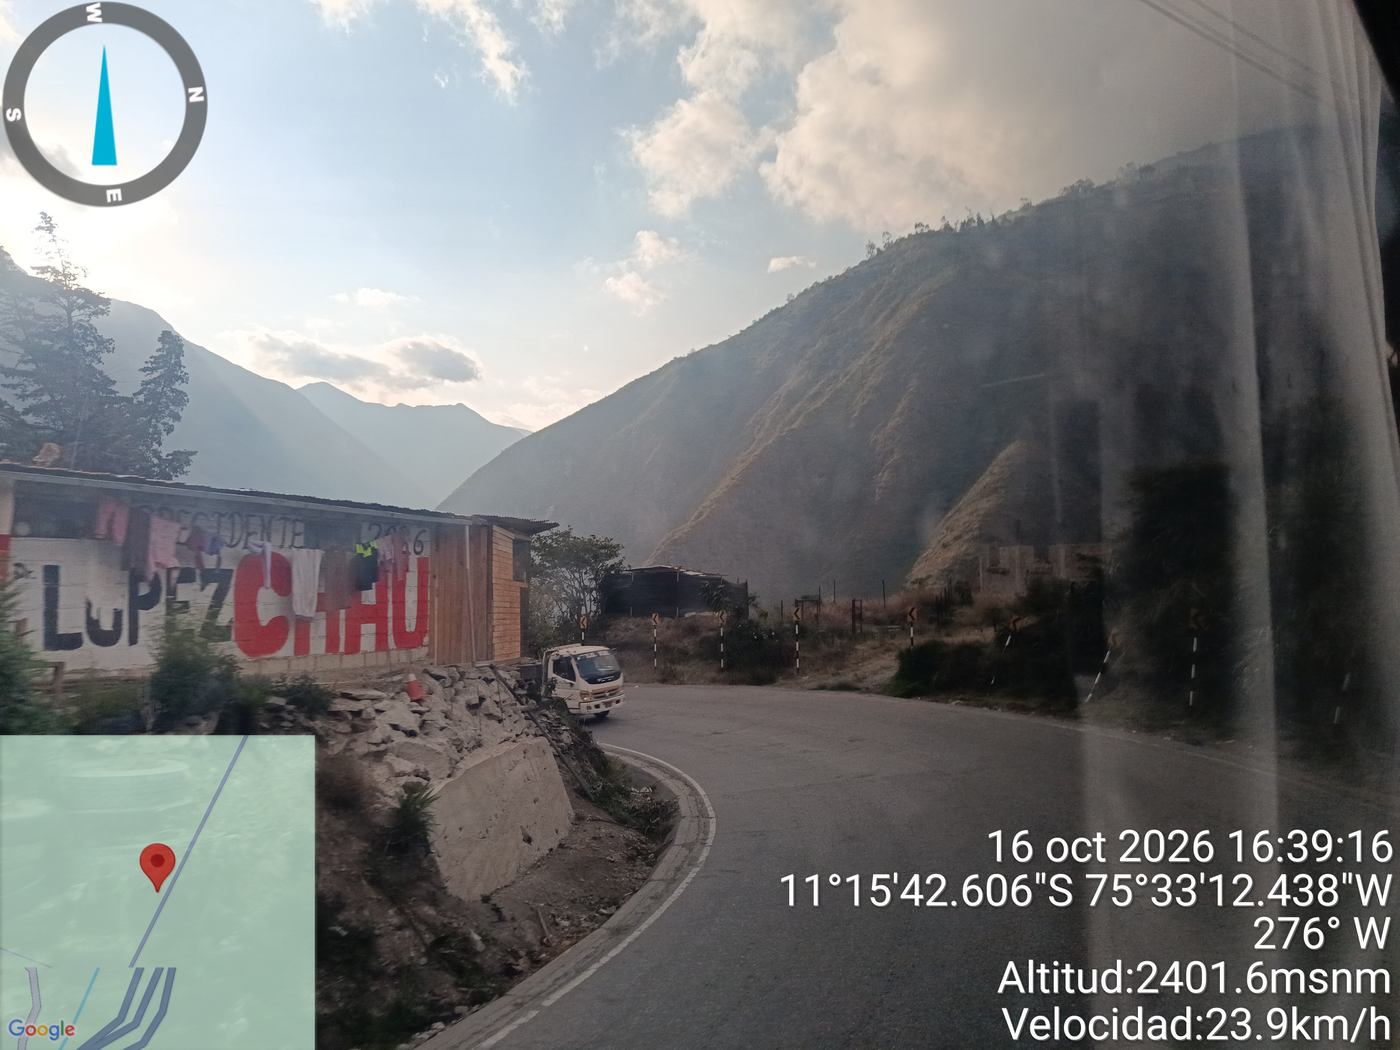 W
N
S
E
PRESIDENTE 2026
LOPEZ CHAU
16 oct 2026 16:39:16
11°15'42.606"S 75°33'12.438"W
276° W
Altitud:2401.6msnm
Velocidad:23.9km/h
Google